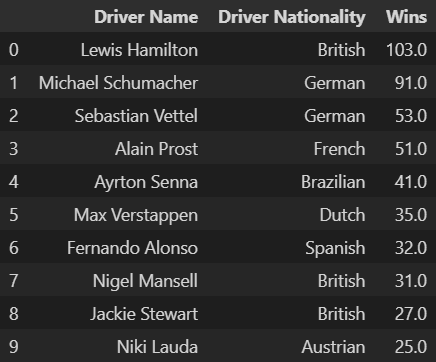 Driver Name Driver Nationality Wins
0 Lewis Hamilton British 103.0
1 Michael Schumacher German 91.0
2 Sebastian Vettel German 53.0
3 Alain Prost French 51.0
4 Ayrton Senna Brazilian 41.0
5 Max Verstappen Dutch 35.0
6 Fernando Alonso Spanish 32.0
7 Nigel Mansell British 31.0
8 Jackie Stewart British 27.0
9 Niki Lauda Austrian 25.0